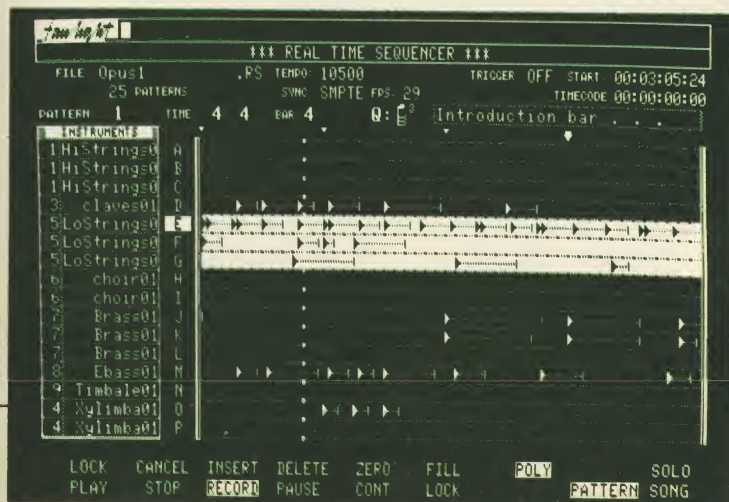 fairlight
*** REAL TIME SEQUENCER ***
FILE Opus1 .RS TEMPO: 10500 TRIGGER OFF START: 00:03:05:24
25 PATTERNS SYNC SMPTE FPS: 29 TIMECODE 00:00:00:00
PATTERN 1 TIME 4 4 BAR 4 Q: 3 Introduction bar . . .
INSTRUMENTS
1 HiStrings0 A
1 HiStrings0 B
1 HiStrings0 C
3 claves01 D
5 LoStrings0 E
5 LoStrings0 F
5 LoStrings0 G
6 choir01 H
6 choir01 I
Brass01 J
Brass01 K
Brass01 L
8 Ebass01 M
9 Timbale01 N
4 Xylimba01 O
4 Xylimba01 P
LOCK CANCEL INSERT DELETE ZERO FILL POLY SOLO
PLAY STOP RECORD PAUSE CONT LOCK PATTERN SONG